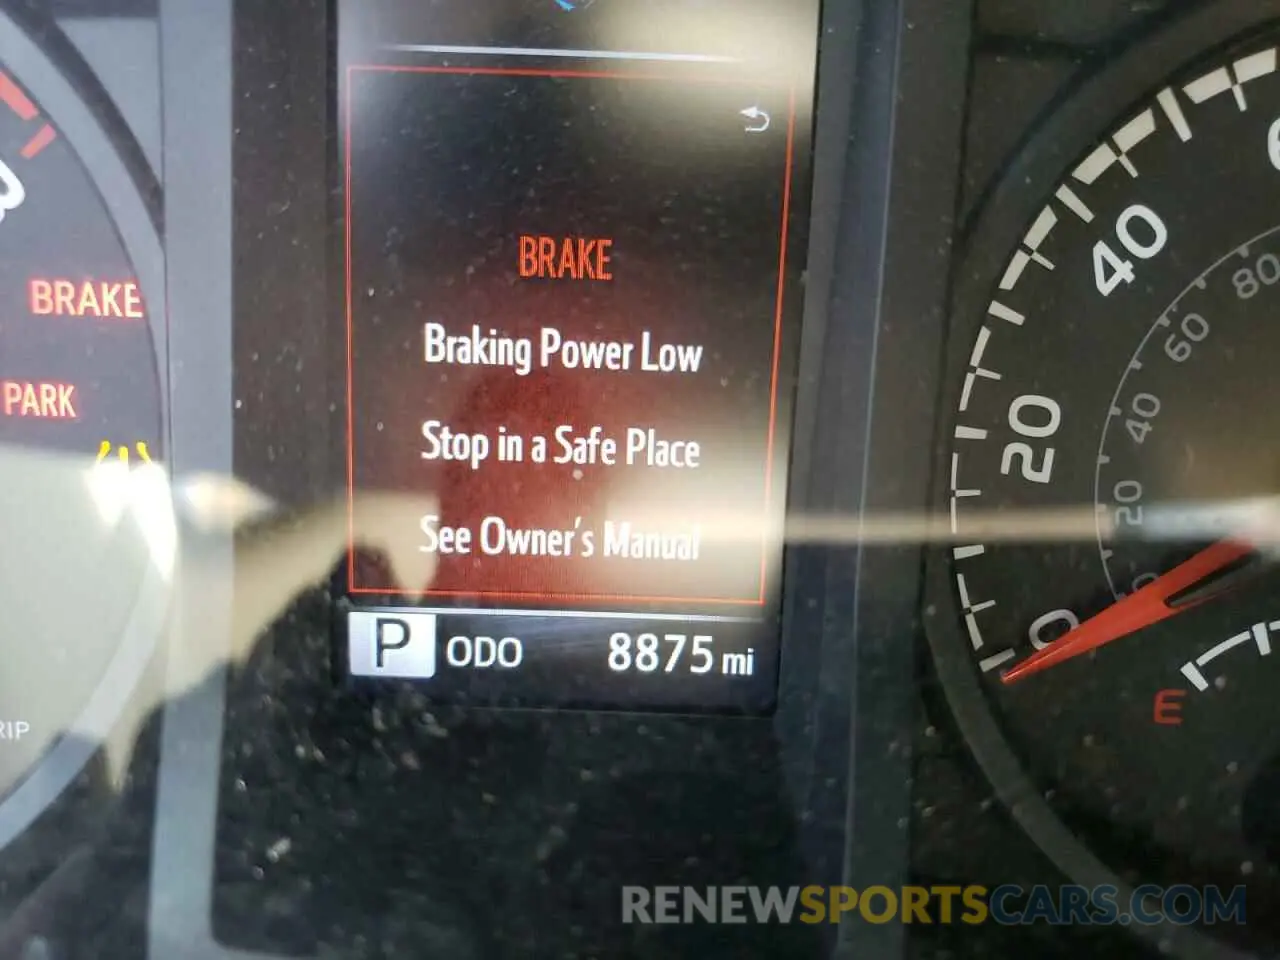 BRAKE
BRAKE
Braking Power Low
PARK
Stop in a Safe Place
See Owner's Manual
P ODO 8875 mi
40
20
0
80
60
40
20
E
RENEWSPORTSCARS.COM